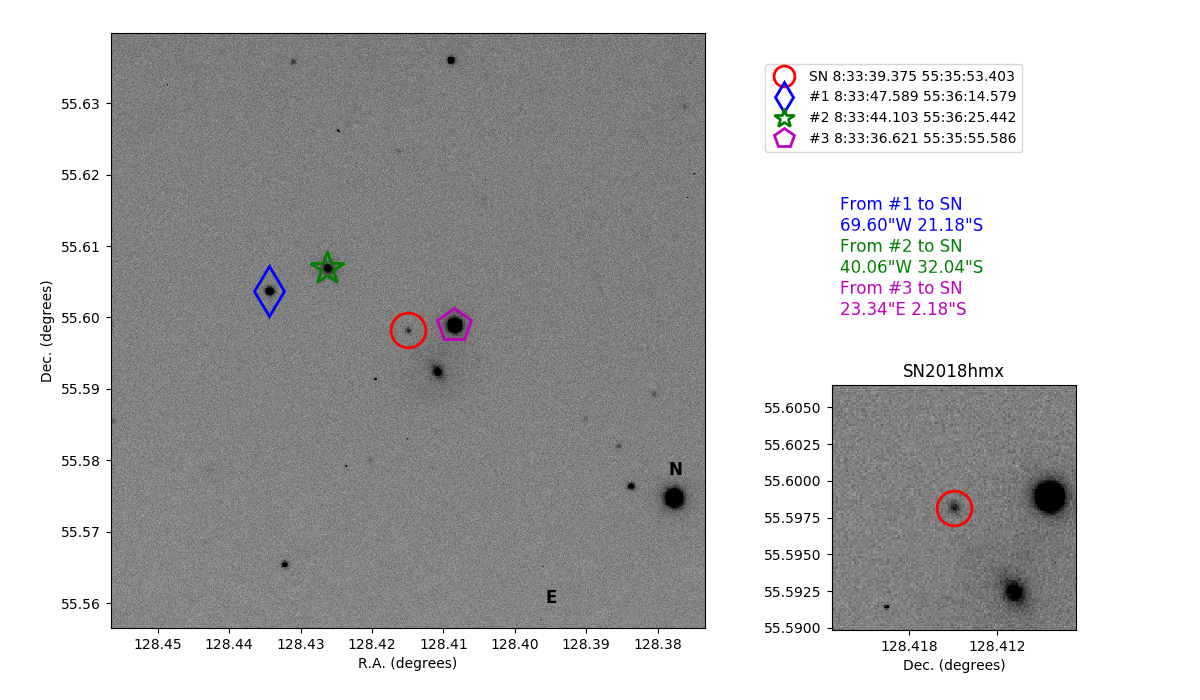 55.63
55.62
55.61
55.60
55.59
55.58
55.57
55.56
Dec. (degrees)
128.45 128.44 128.43 128.42 128.41 128.40 128.39 128.38
R.A. (degrees)
N
E
SN 8:33:39.375 55:35:53.403
#1 8:33:47.589 55:36:14.579
#2 8:33:44.103 55:36:25.442
#3 8:33:36.621 55:35:55.586
From #1 to SN
69.60"W 21.18"S
From #2 to SN
40.06"W 32.04"S
From #3 to SN
23.34"E 2.18"S
SN2018hmx
55.6050
55.6025
55.6000
55.5975
55.5950
55.5925
55.5900
128.418 128.412
Dec. (degrees)